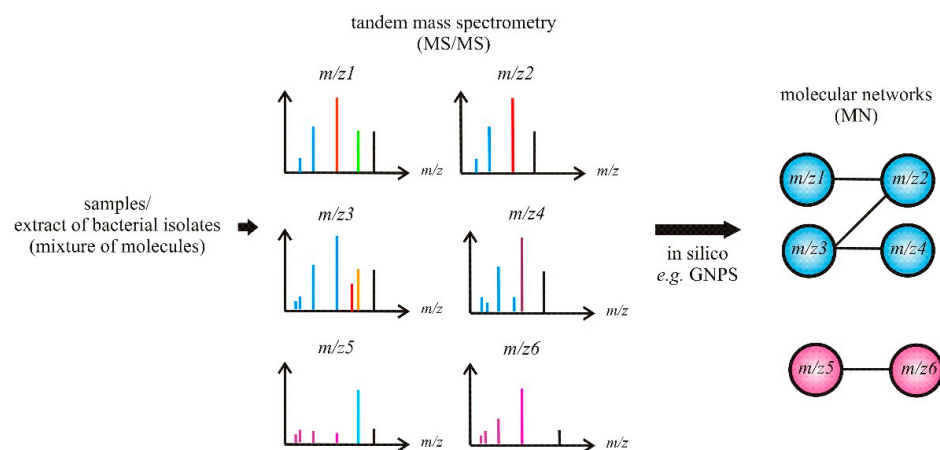 tandem mass spectrometry
(MS/MS)
m/z1
m/z2
m/z
m/z
molecular networks
(MN)
m/z1
m/z2
samples/
extract of bacterial isolates
(mixture of molecules)
m/z3
m/z4
m/z
m/z
in silico
e.g. GNPS
m/z3
m/z4
m/z5
m/z6
m/z
m/z
m/z5
m/z6